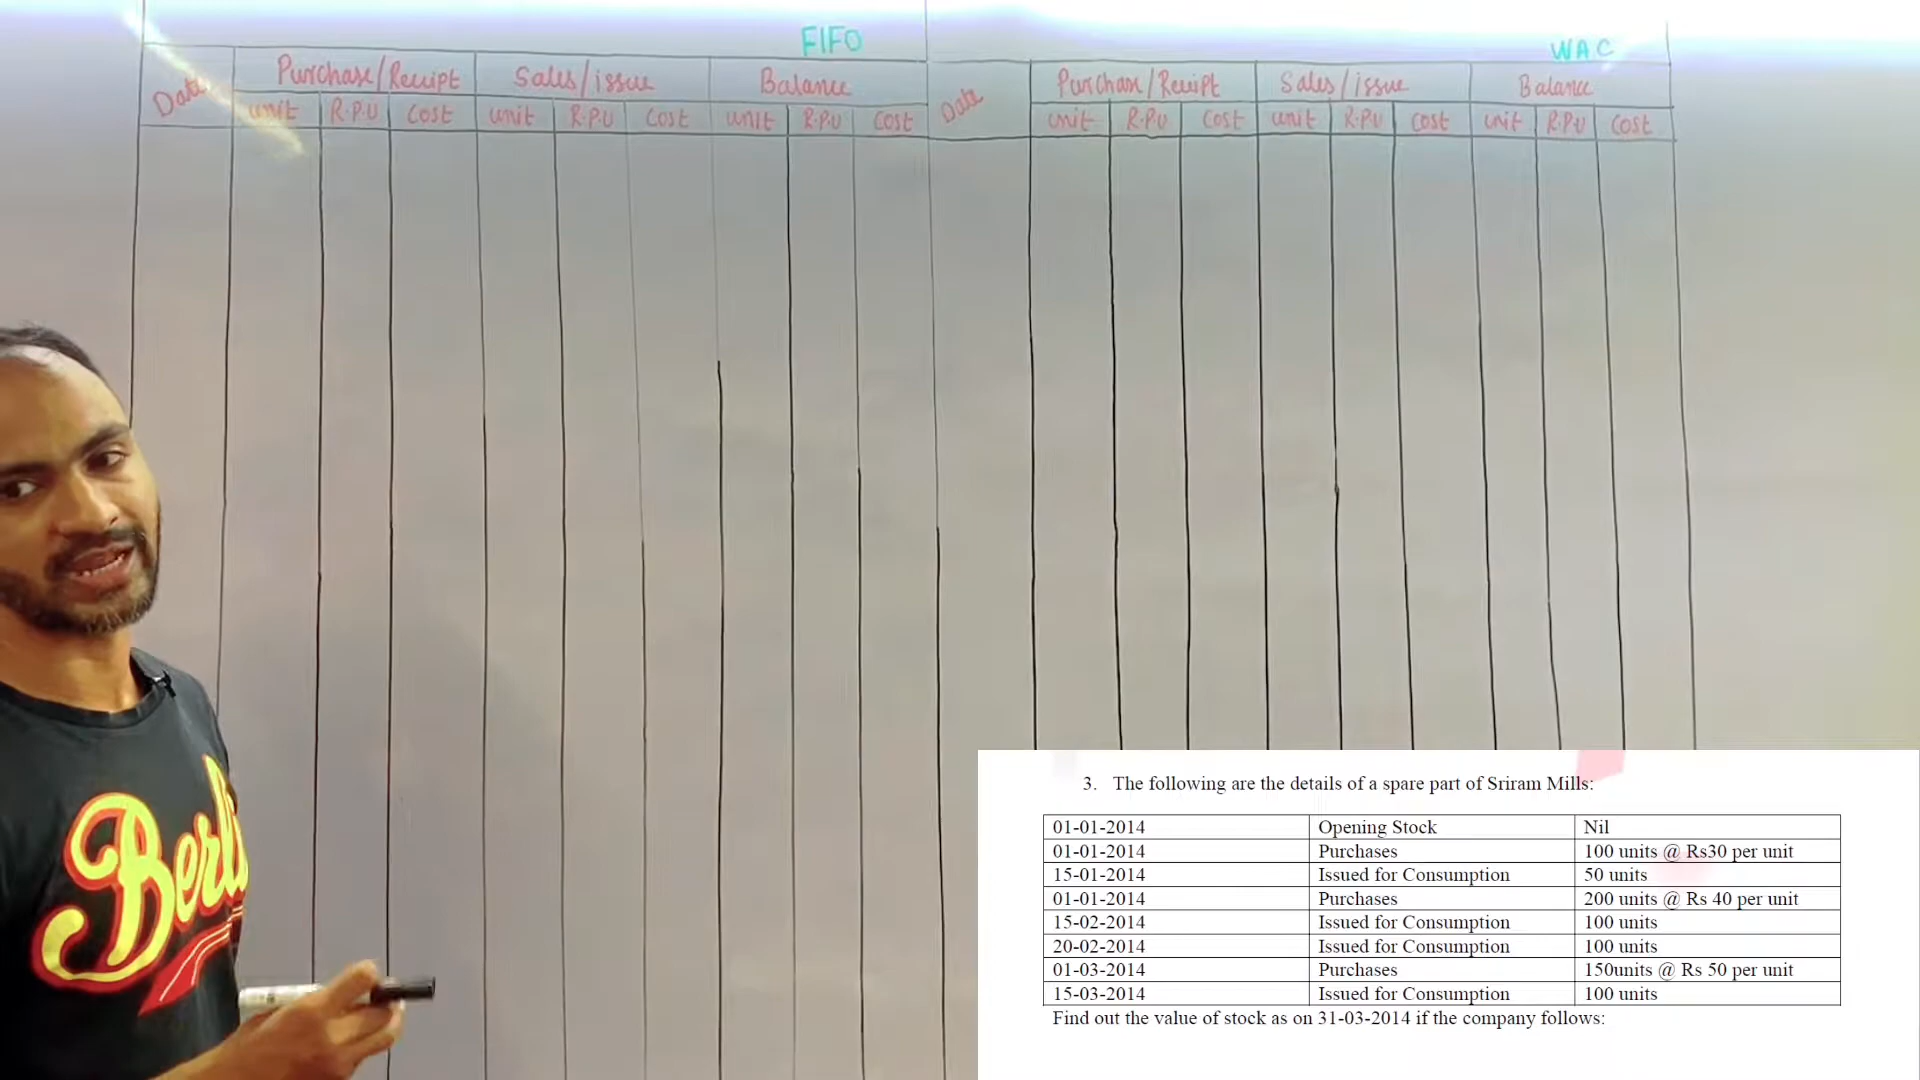 FIFO
WAC
Date Purchase/Receipt Sales/issue Balance
unit R.P.U Cost unit R.P.U Cost unit R.P.U Cost
Date Purchase/Receipt Sales/issue Balance
unit R.P.U Cost unit R.P.U Cost unit R.P.U Cost
3. The following are the details of a spare part of Sriram Mills:
01-01-2014 Opening Stock Nil
01-01-2014 Purchases 100 units @ Rs30 per unit
15-01-2014 Issued for Consumption 50 units
01-01-2014 Purchases 200 units @ Rs 40 per unit
15-02-2014 Issued for Consumption 100 units
20-02-2014 Issued for Consumption 100 units
01-03-2014 Purchases 150units @ Rs 50 per unit
15-03-2014 Issued for Consumption 100 units
Find out the value of stock as on 31-03-2014 if the company follows: